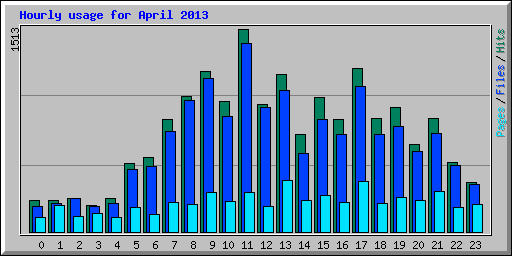 Hourly usage for April 2013
1513
Pages/Files/Hits
0 1 2 3 4 5 6 7 8 9 10 11 12 13 14 15 16 17 18 19 20 21 22 23